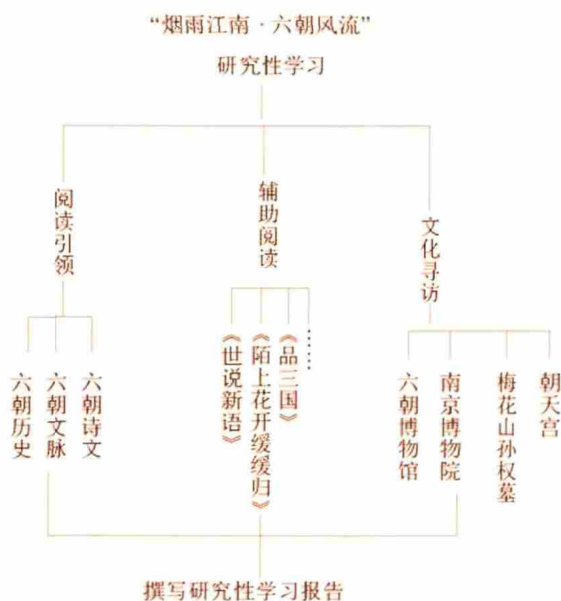 “烟雨江南·六朝风流”
研究性学习
阅读引领
辅助阅读
文化寻访
六朝历史
六朝文脉
六朝诗文
《世说新语》
《陌上花开缓缓归》
《品三国》
……
六朝博物馆
南京博物院
梅花山孙权墓
朝天宫
撰写研究性学习报告